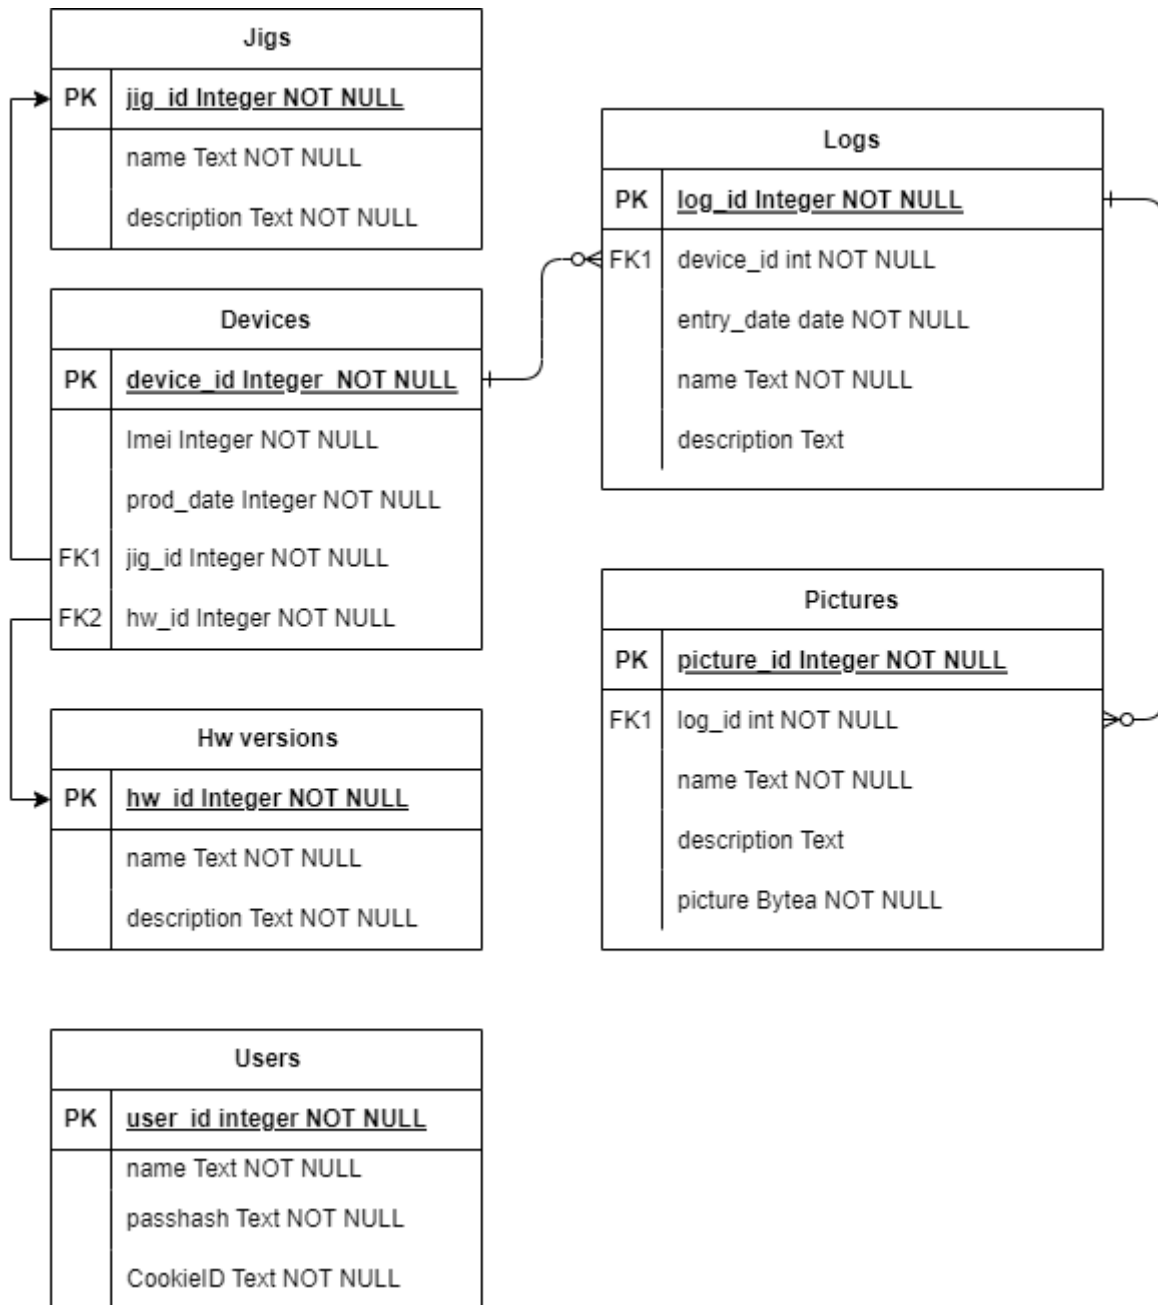 Jigs
PK jig_id Integer NOT NULL
name Text NOT NULL
description Text NOT NULL
Devices
PK device_id Integer NOT NULL
Imei Integer NOT NULL
prod_date Integer NOT NULL
FK1 jig_id Integer NOT NULL
FK2 hw_id Integer NOT NULL
Hw versions
PK hw_id Integer NOT NULL
name Text NOT NULL
description Text NOT NULL
Users
PK user_id integer NOT NULL
name Text NOT NULL
passhash Text NOT NULL
CookieID Text NOT NULL
Logs
PK log_id Integer NOT NULL
FK1 device_id int NOT NULL
entry_date date NOT NULL
name Text NOT NULL
description Text
Pictures
PK picture_id Integer NOT NULL
FK1 log_id int NOT NULL
name Text NOT NULL
description Text
picture Bytea NOT NULL